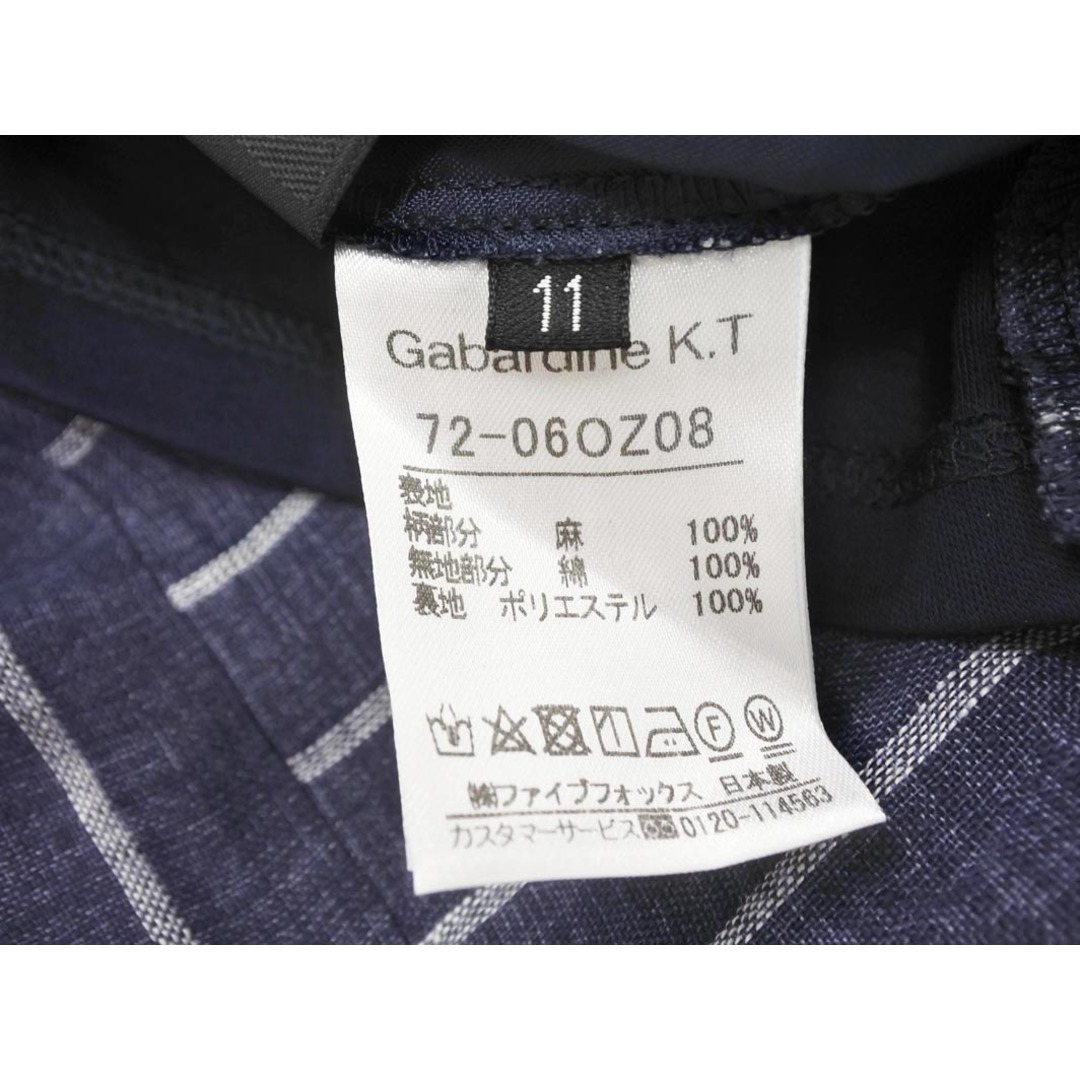 11
Gabardine K.T
72-06OZ08
表地
柄部分 麻 100%
無地部分 綿 100%
裏地 ポリエステル 100%
F W
㈱ファイブフォックス 日本製
カスタマーサービス 0120-114563